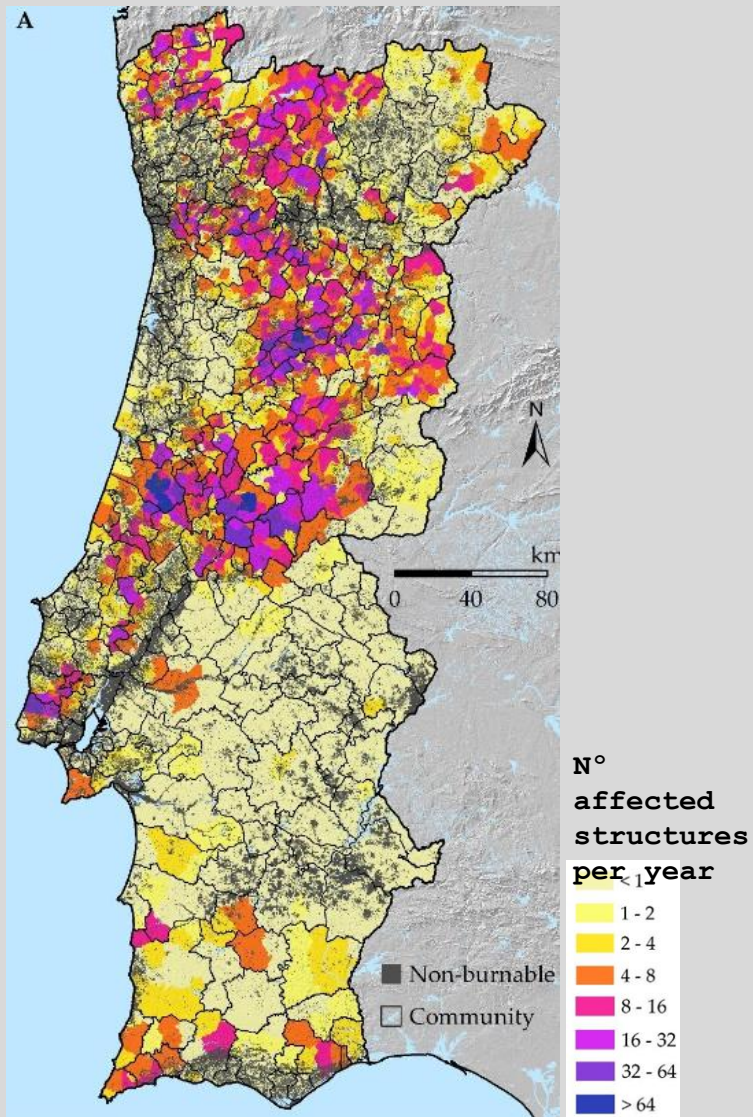 A
N
km
0 40 80
Nº
affected
structures
per year
< 1
1 - 2
2 - 4
4 - 8
8 - 16
16 - 32
32 - 64
> 64
Non-burnable
Community